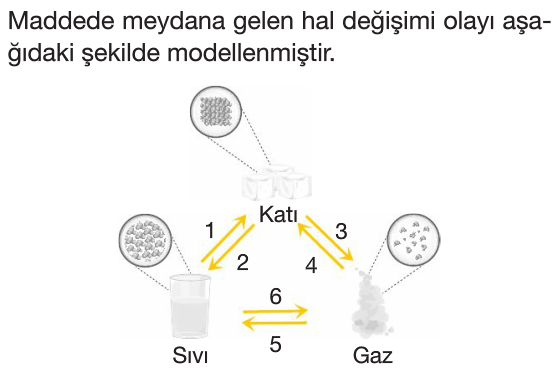 Maddede meydana gelen hal değişimi olayı aşa-
ğıdaki şekilde modellenmiştir.
Katı
1
3
2
4
6
5
Sıvı
Gaz